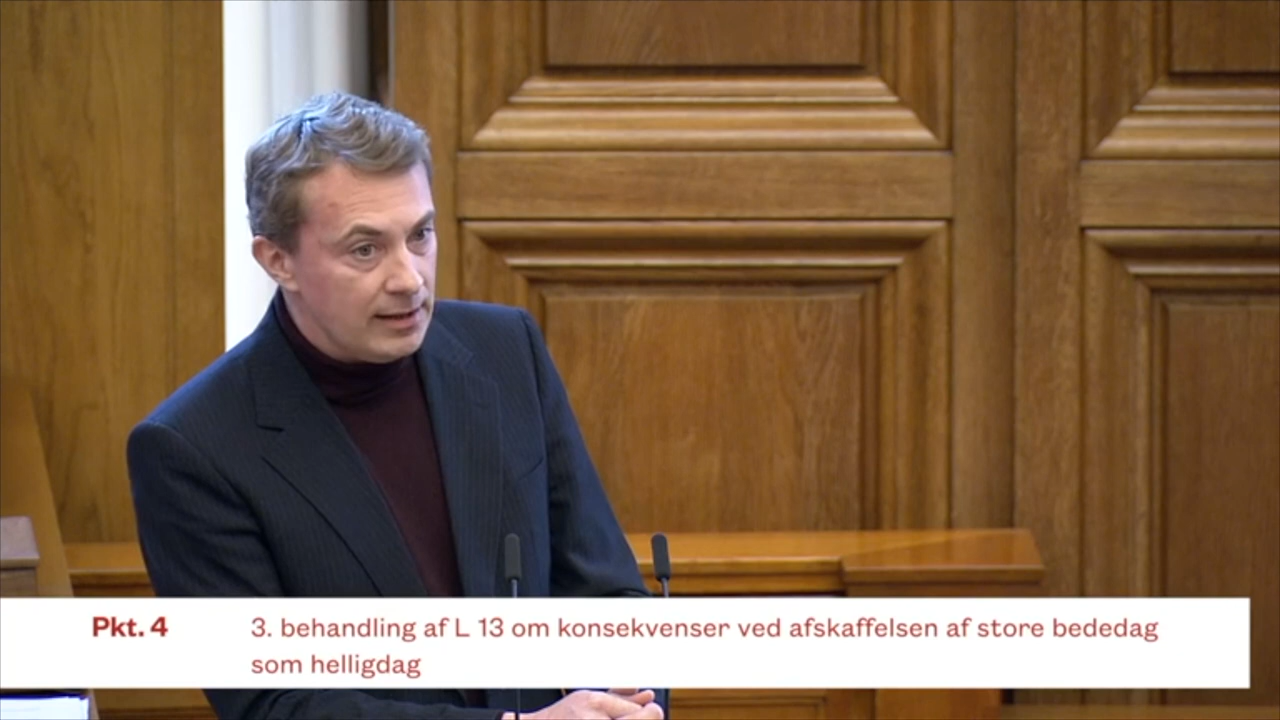 Pkt. 4
3. behandling af L 13 om konsekvenser ved afskaffelsen af store bededag
som helligdag